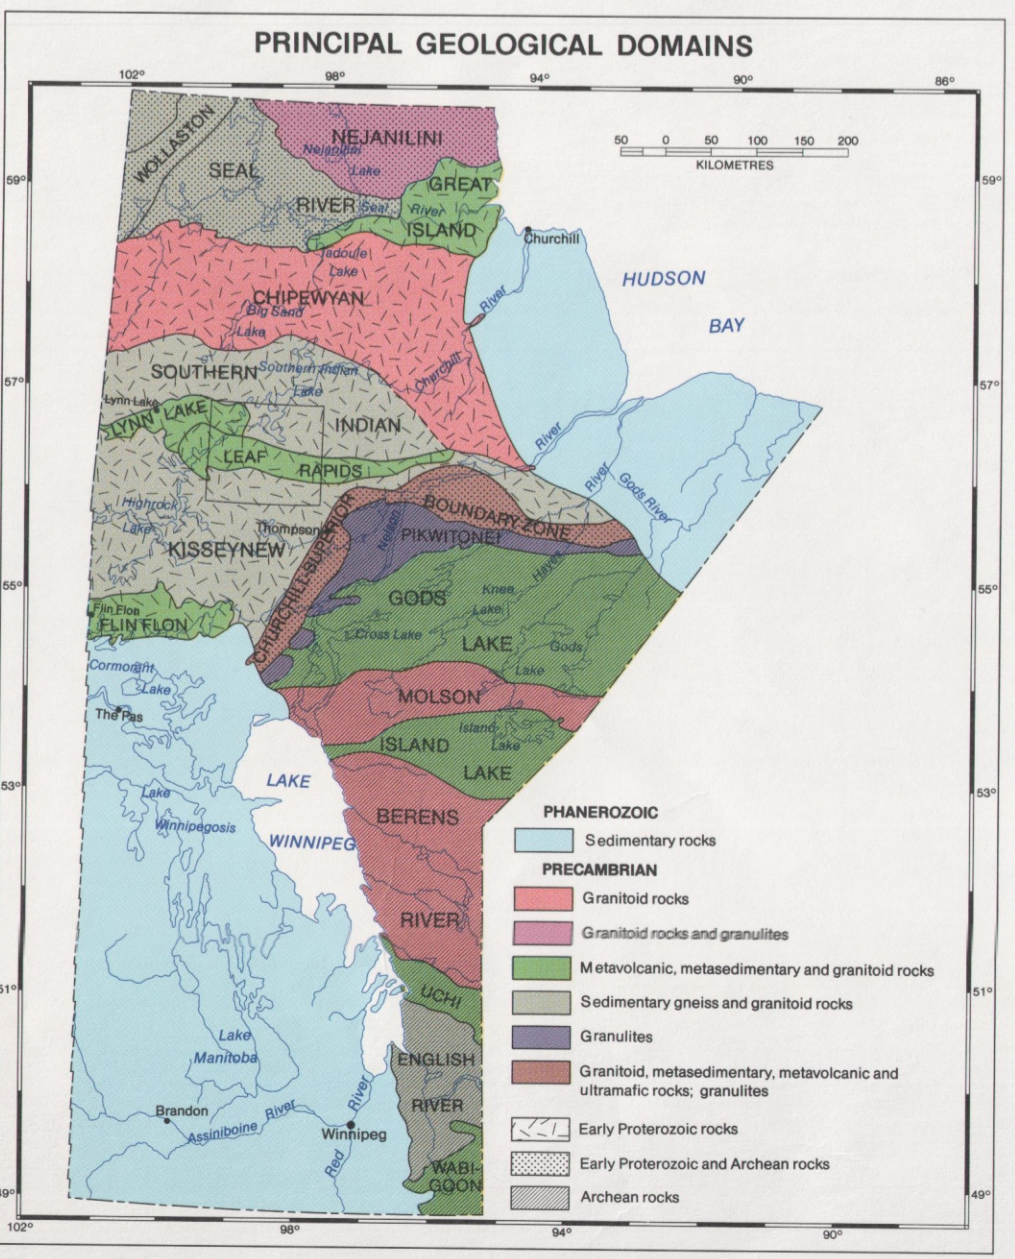 PRINCIPAL GEOLOGICAL DOMAINS
102° 98° 94° 90° 86°
WOLLASTON
NEJANILINI
Nejanilini
Lake
50 0 50 100 150 200
KILOMETRES
59° 59°
SEAL
RIVER
GREAT
Seal River
ISLAND
Churchill
Tadoule
Lake
HUDSON
BAY
CHIPEWYAN
Big Sand
Lake
River
Churchill
57° 57°
SOUTHERN
Southern Indian
Lake
INDIAN
Lynn Lake
LYNN LAKE
LEAF
RAPIDS
River
River
Gods River
Highrock
Lake
Thompson
KISSEYNEW
CHURCHILL-SUPERIOR
BOUNDARY ZONE
Nelson
PIKWITONEI
Hayes
55° 55°
GODS
Knee
Lake
Cross Lake
LAKE
Gods
Lake
Flin Flon
FLIN FLON
Cormorant
Lake
The Pas
MOLSON
ISLAND
Island
Lake
LAKE
53° 53°
LAKE
WINNIPEG
Lake
Winnipegosis
BERENS
RIVER
PHANEROZOIC
Sedimentary rocks
PRECAMBRIAN
Granitoid rocks
Granitoid rocks and granulites
Metavolcanic, metasedimentary and granitoid rocks
Sedimentary gneiss and granitoid rocks
Granulites
Granitoid, metasedimentary, metavolcanic and
ultramafic rocks; granulites
Early Proterozoic rocks
Early Proterozoic and Archean rocks
Archean rocks
51° 51°
UCHI
Lake
Manitoba
ENGLISH
RIVER
Brandon
Assiniboine River
River
Winnipeg
Red
WABI-
GOON
49° 49°
102° 98° 94° 90°